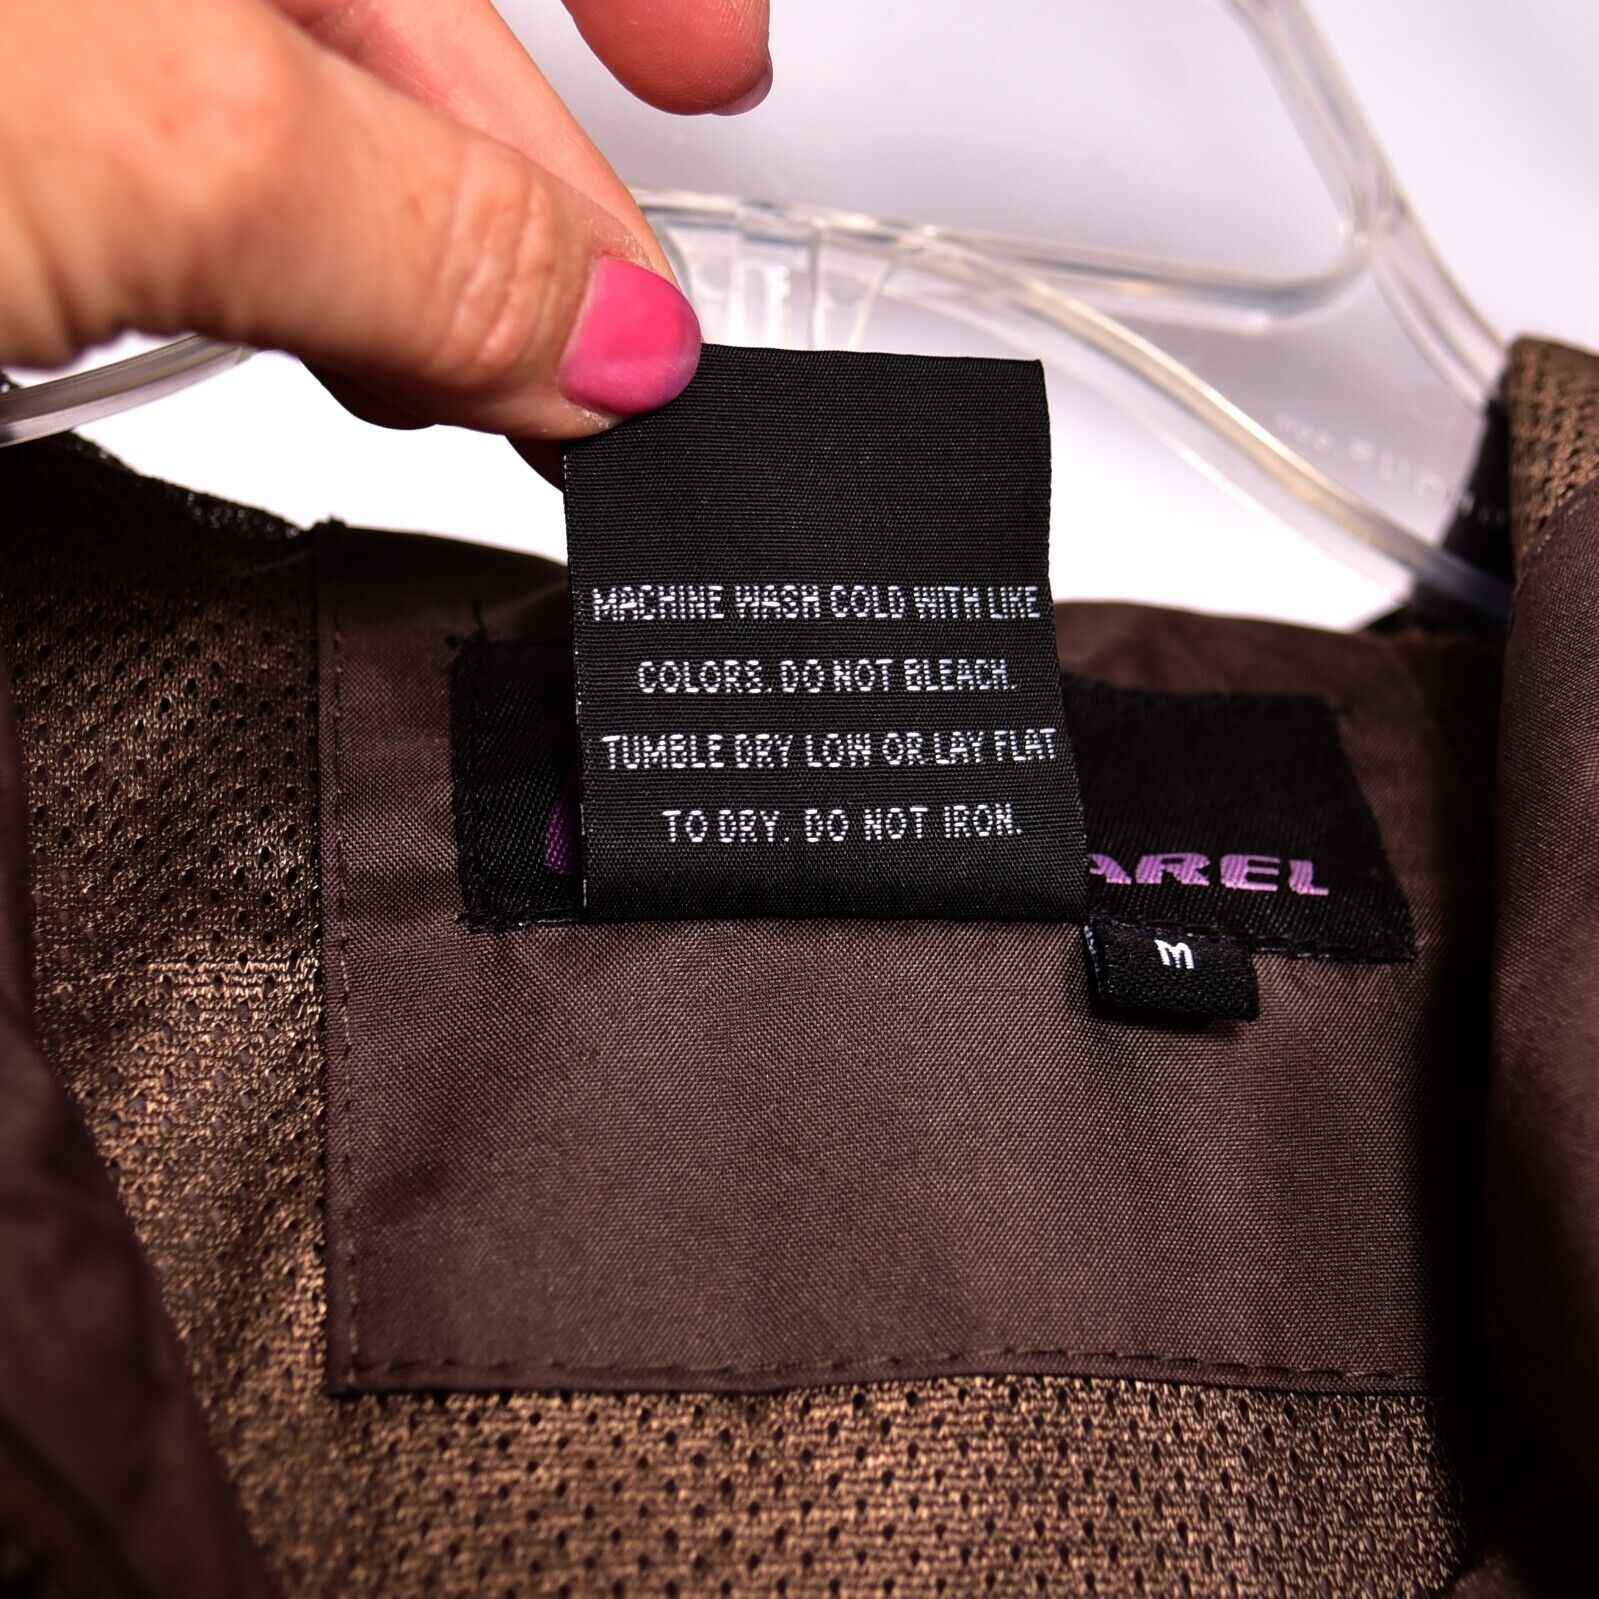 MACHINE WASH COLD WITH LIKE
COLORS. DO NOT BLEACH.
TUMBLE DRY LOW OR LAY FLAT
TO DRY. DO NOT IRON.
AREL
M